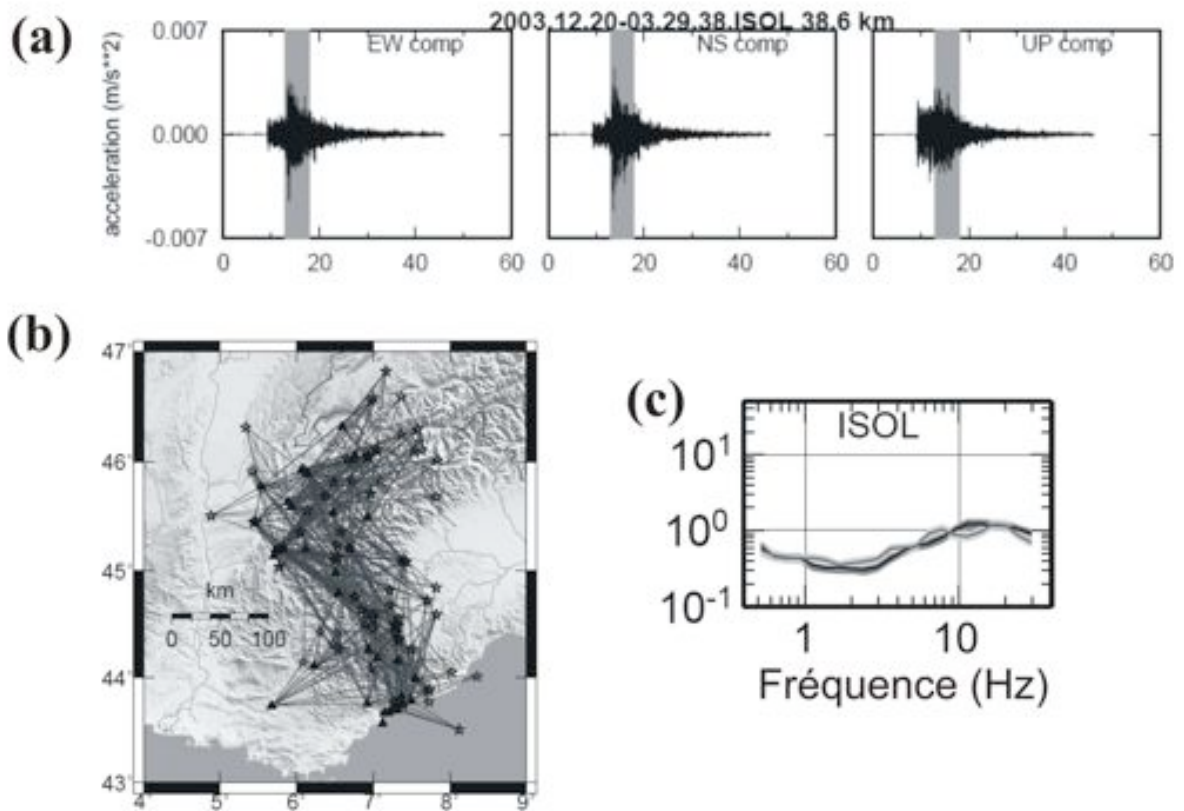 (a)
2003.12.20-03.29.38.ISOL 38.6 km
0.007
EW comp
NS comp
UP comp
acceleration (m/s**2)
0.000
-0.007
0 20 40 60
0 20 40 60
0 20 40 60
(b)
47°
46°
45°
44°
43°
4° 5° 6° 7° 8° 9°
km
0 50 100
(c)
ISOL
10¹
10⁰
10⁻¹
1 10
Fréquence (Hz)